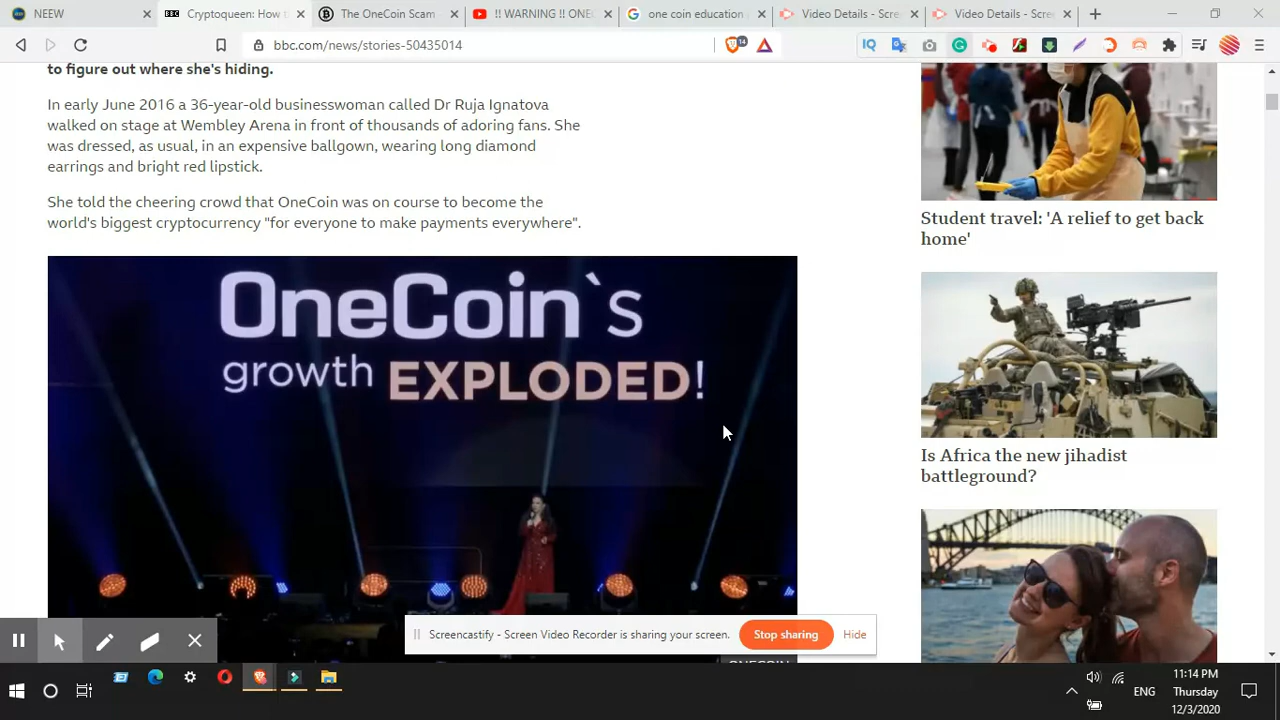 NEEW
Cryptoqueen: How t
The OneCoin Scam
!! WARNING !! ONE
one coin education
Video Details - Scre
Video Details - Scre
bbc.com/news/stories-50435014
14
to figure out where she's hiding.
In early June 2016 a 36-year-old businesswoman called Dr Ruja Ignatova
walked on stage at Wembley Arena in front of thousands of adoring fans. She
was dressed, as usual, in an expensive ballgown, wearing long diamond
earrings and bright red lipstick.
She told the cheering crowd that OneCoin was on course to become the
world's biggest cryptocurrency "for everyone to make payments everywhere".
OneCoin`s
growth EXPLODED!
Student travel: 'A relief to get back
home'
Is Africa the new jihadist
battleground?
Screencastify - Screen Video Recorder is sharing your screen.
Stop sharing
Hide
ENG
11:14 PM
Thursday
12/3/2020